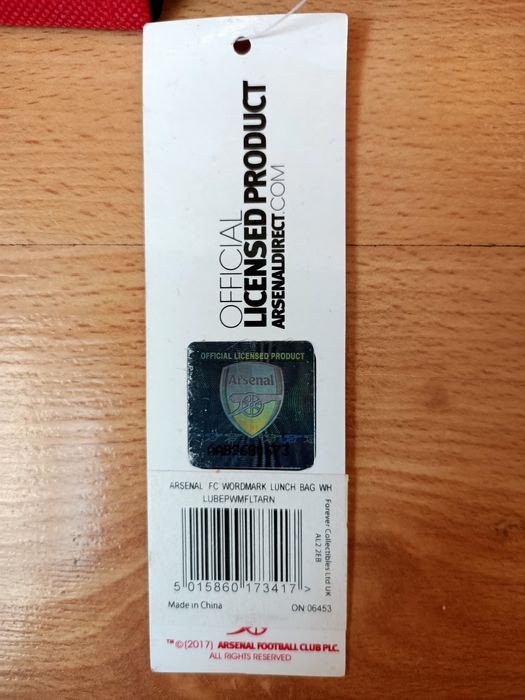 OFFICIAL
LICENSED PRODUCT
ARSENALDIRECT.COM
OFFICIAL LICENSED PRODUCT
Arsenal
ARSENAL FC WORDMARK LUNCH BAG WH
LUBEPWMFLTARN
Forever Collectibles Ltd UK
AL2 2EB
5 015860 173417 >
Made in China
ON:06453
™ © (2017) ARSENAL FOOTBALL CLUB PLC.
ALL RIGHTS RESERVED